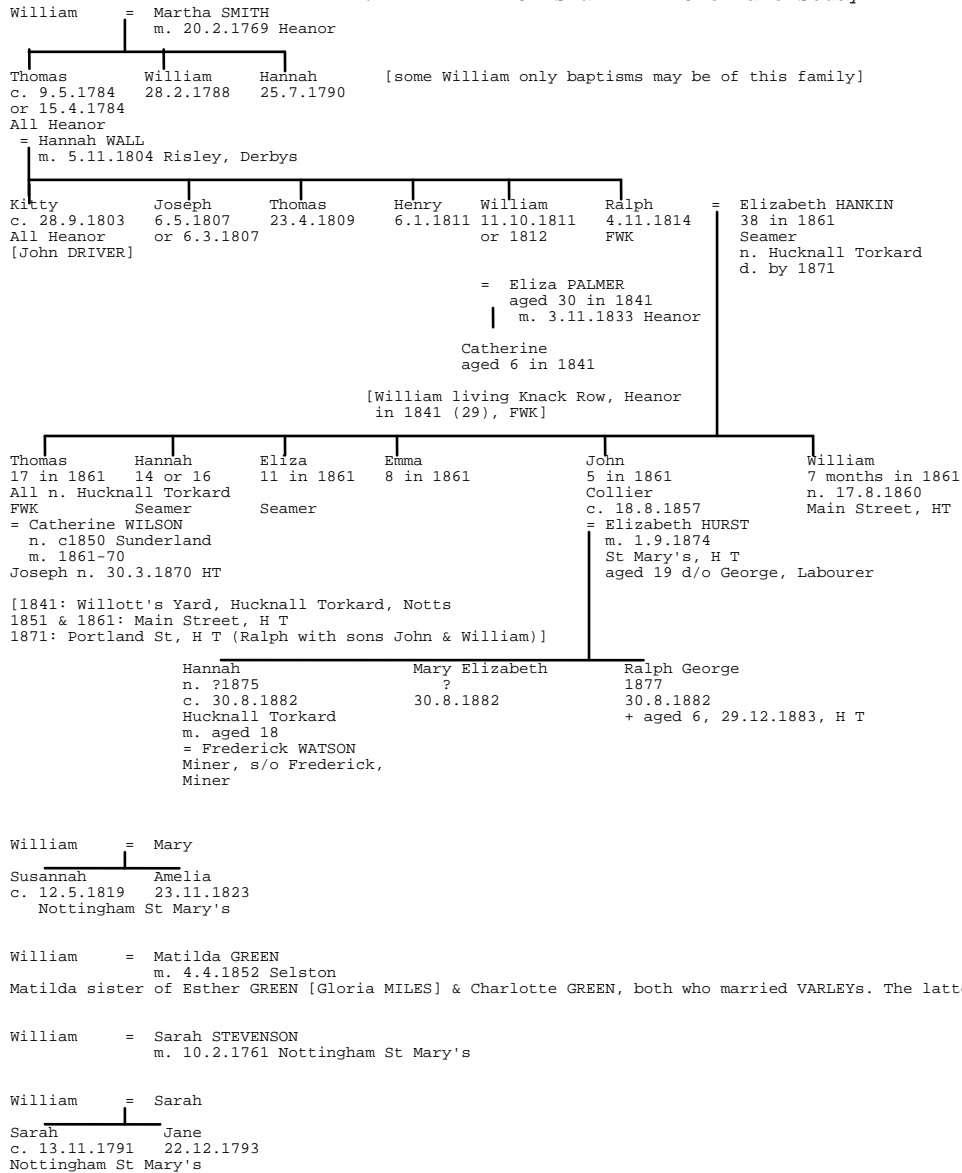 William = Martha SMITH
m. 20.2.1769 Heanor
Thomas William Hannah [some William only baptisms may be of this family]
c. 9.5.1784 28.2.1788 25.7.1790
or 15.4.1784
All Heanor
= Hannah WALL
m. 5.11.1804 Risley, Derbys
Kitty Joseph Thomas Henry William Ralph = Elizabeth HANKIN
c. 28.9.1803 6.5.1807 23.4.1809 6.1.1811 11.10.1811 4.11.1814 38 in 1861
All Heanor or 6.3.1807 or 1812 FWK Seamer
[John DRIVER] n. Hucknall Torkard
d. by 1871
= Eliza PALMER
aged 30 in 1841
m. 3.11.1833 Heanor
Catherine
aged 6 in 1841
[William living Knack Row, Heanor
in 1841 (29), FWK]
Thomas Hannah Eliza Emma John William
17 in 1861 14 or 16 11 in 1861 8 in 1861 5 in 1861 7 months in 1861
All n. Hucknall Torkard Collier n. 17.8.1860
FWK Seamer Seamer c. 18.8.1857 Main Street, HT
= Catherine WILSON = Elizabeth HURST
n. c1850 Sunderland m. 1.9.1874
m. 1861-70 St Mary's, H T
Joseph n. 30.3.1870 HT aged 19 d/o George, Labourer
[1841: Willott's Yard, Hucknall Torkard, Notts
1851 & 1861: Main Street, H T
1871: Portland St, H T (Ralph with sons John & William)]
Hannah Mary Elizabeth Ralph George
n. ?1875 ? 1877
c. 30.8.1882 30.8.1882 30.8.1882
Hucknall Torkard + aged 6, 29.12.1883, H T
m. aged 18
= Frederick WATSON
Miner, s/o Frederick,
Miner
William = Mary
Susannah Amelia
c. 12.5.1819 23.11.1823
Nottingham St Mary's
William = Matilda GREEN
m. 4.4.1852 Selston
Matilda sister of Esther GREEN [Gloria MILES] & Charlotte GREEN, both who married VARLEYs. The latt
William = Sarah STEVENSON
m. 10.2.1761 Nottingham St Mary's
William = Sarah
Sarah Jane
c. 13.11.1791 22.12.1793
Nottingham St Mary's